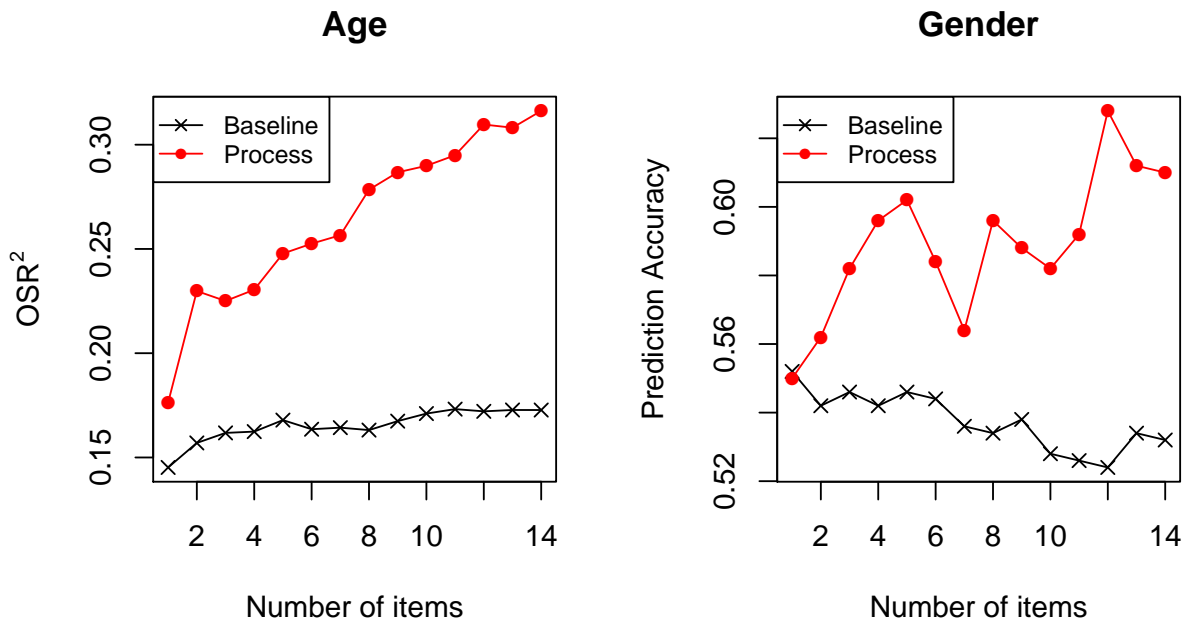 Age
Baseline
Process
OSR²
0.30
0.25
0.20
0.15
2 4 6 8 10 14
Number of items
Gender
Baseline
Process
Prediction Accuracy
0.60
0.56
0.52
2 4 6 8 10 14
Number of items